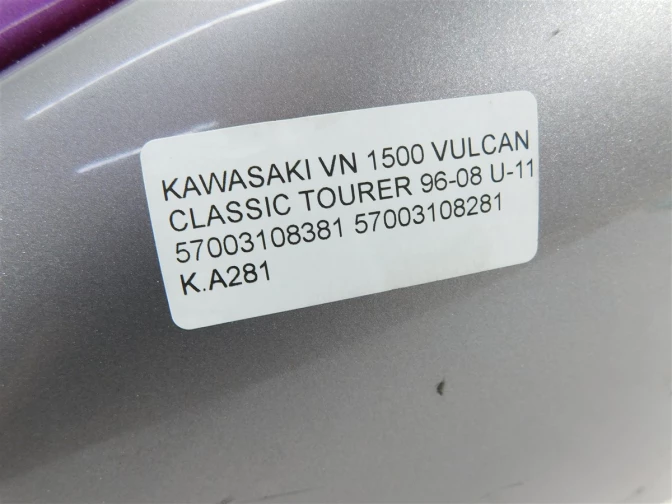 KAWASAKI VN 1500 VULCAN
CLASSIC TOURER 96-08 U-11
57003108381 57003108281
K.A281